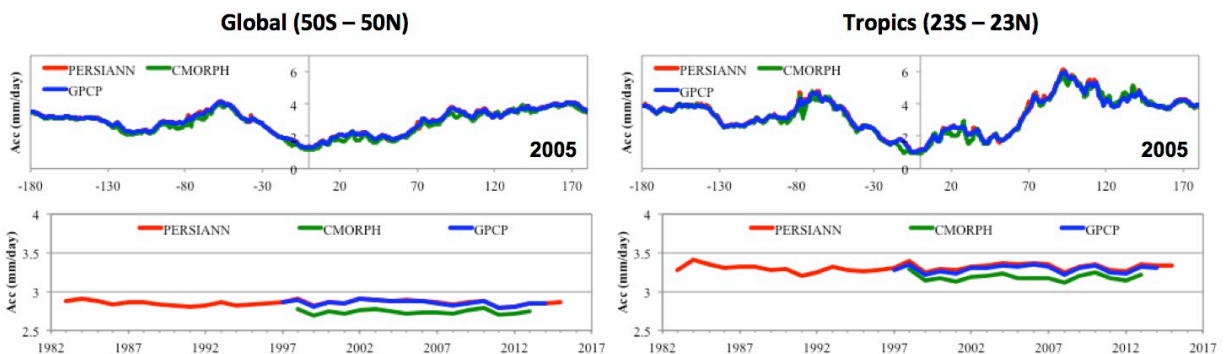 Global (50S – 50N)
PERSIANN CMORPH
GPCP
Acc (mm/day)
6
4
2
0
2005
-180 -130 -80 -30 20 70 120 170
Acc (mm/day)
4
3.5
3
2.5
PERSIANN CMORPH GPCP
1982 1987 1992 1997 2002 2007 2012 2017
Tropics (23S – 23N)
PERSIANN CMORPH
GPCP
Acc (mm/day)
6
4
2
0
2005
-180 -130 -80 -30 20 70 120 170
Acc (mm/day)
4
3.5
3
2.5
PERSIANN CMORPH GPCP
1982 1987 1992 1997 2002 2007 2012 2017